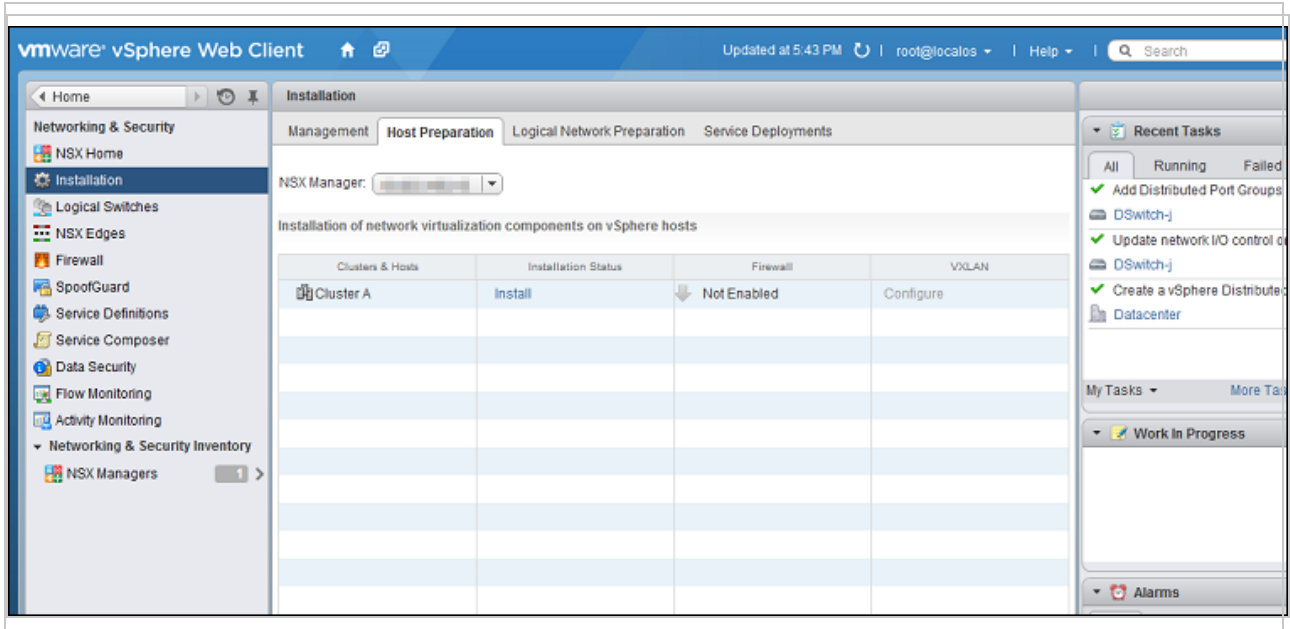 vmware® vSphere Web Client
Updated at 5:43 PM | root@localos | Help | Search
Home
Networking & Security
NSX Home
Installation
Logical Switches
NSX Edges
Firewall
SpoofGuard
Service Definitions
Service Composer
Data Security
Flow Monitoring
Activity Monitoring
Networking & Security Inventory
NSX Managers 1
Installation
Management Host Preparation Logical Network Preparation Service Deployments
NSX Manager:
Installation of network virtualization components on vSphere hosts
Clusters & Hosts Installation Status Firewall VXLAN
Cluster A Install Not Enabled Configure
Recent Tasks
All Running Failed
Add Distributed Port Groups
DSwitch-j
Update network I/O control
DSwitch-j
Create a vSphere Distribute
Datacenter
My Tasks More
Work In Progress
Alarms